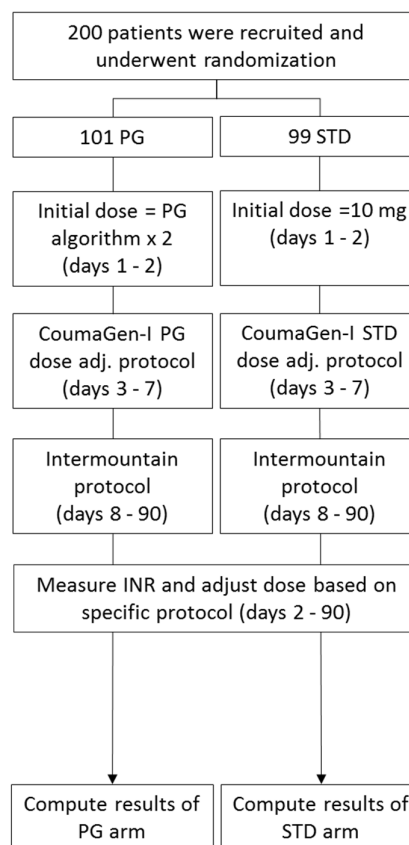 200 patients were recruited and
underwent randomization
101 PG
99 STD
Initial dose = PG
algorithm x 2
(days 1 - 2)
Initial dose =10 mg
(days 1 - 2)
CoumaGen-I PG
dose adj. protocol
(days 3 - 7)
CoumaGen-I STD
dose adj. protocol
(days 3 - 7)
Intermountain
protocol
(days 8 - 90)
Intermountain
protocol
(days 8 - 90)
Measure INR and adjust dose based on
specific protocol (days 2 - 90)
Compute results of
PG arm
Compute results of
STD arm